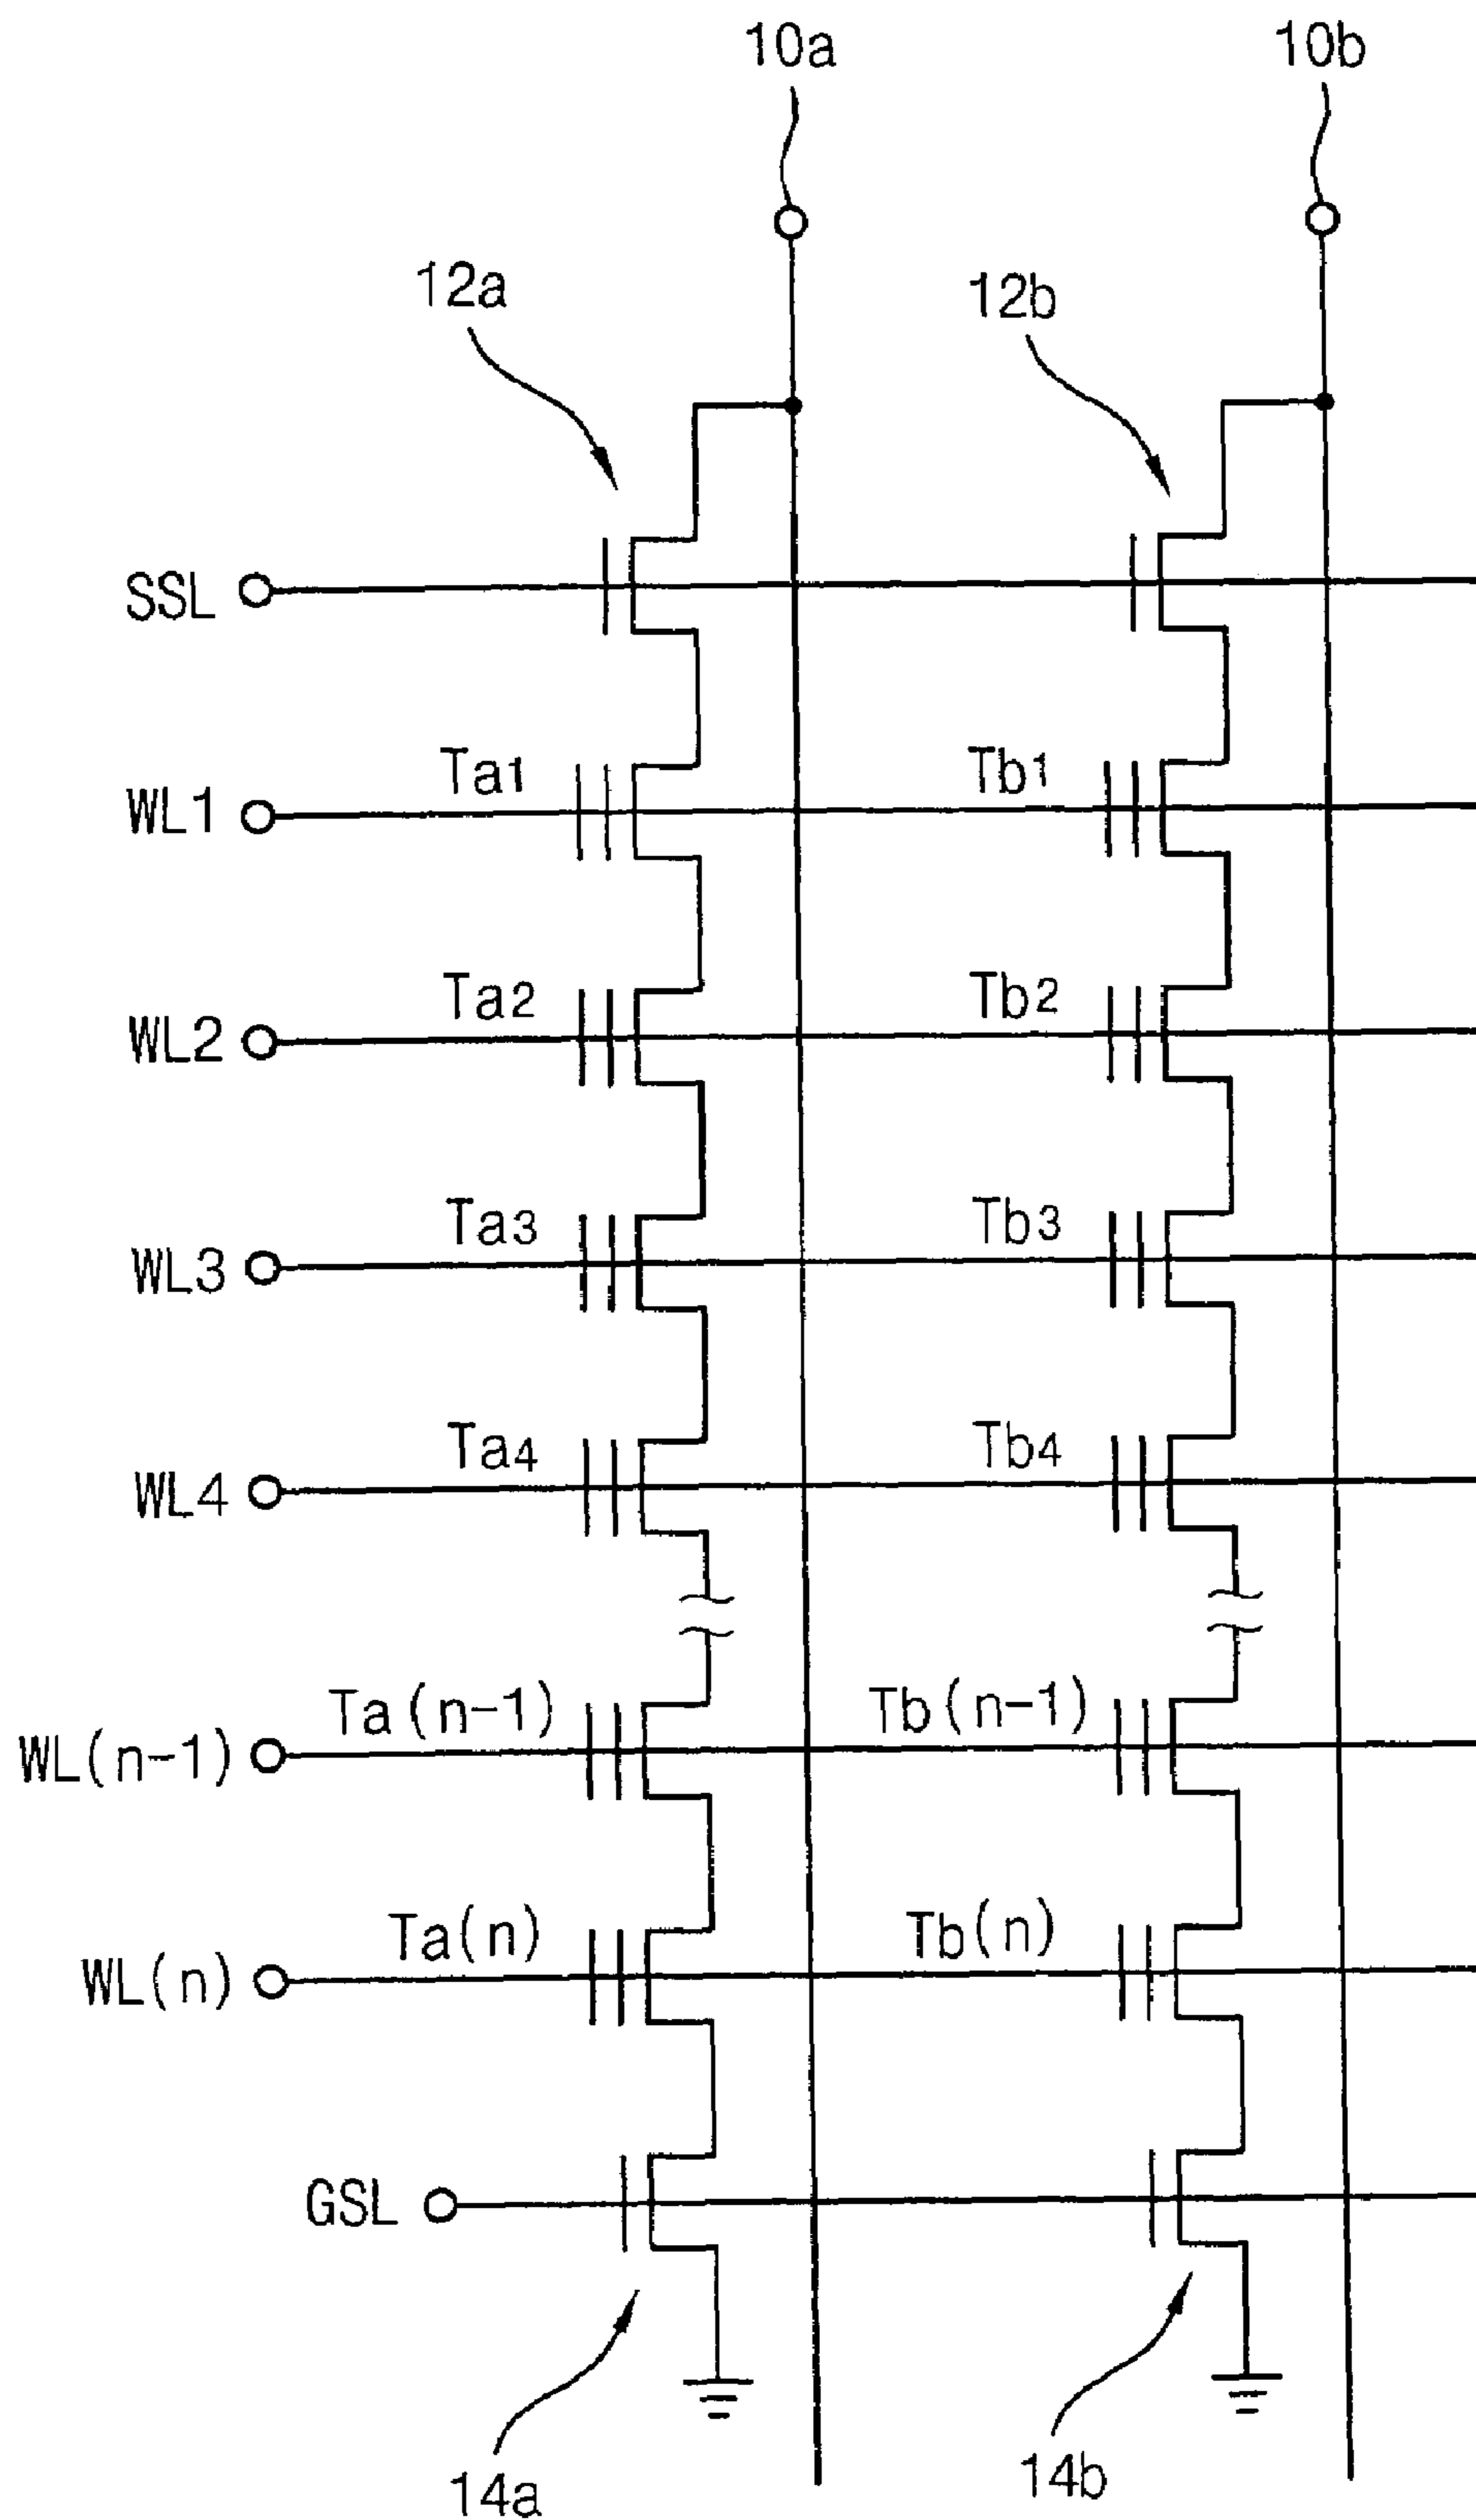 10a 10b
12a 12b
SSL
Ta1 Tb1
WL1
Ta2 Tb2
WL2
Ta3 Tb3
WL3
Ta4 Tb4
WL4
Ta(n-1) Tb(n-1)
WL(n-1)
Ta(n) Tb(n)
WL(n)
GSL
14a 14b